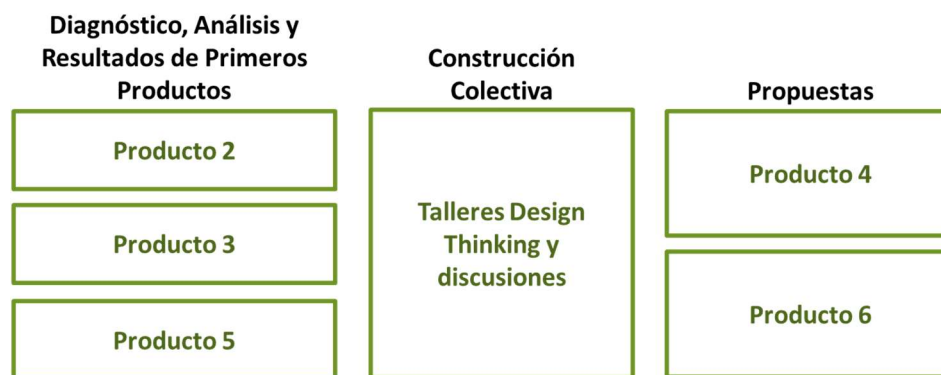 Diagnóstico, Análisis y
Resultados de Primeros
Productos
Producto 2
Producto 3
Producto 5
Construcción
Colectiva
Talleres Design
Thinking y
discusiones
Propuestas
Producto 4
Producto 6